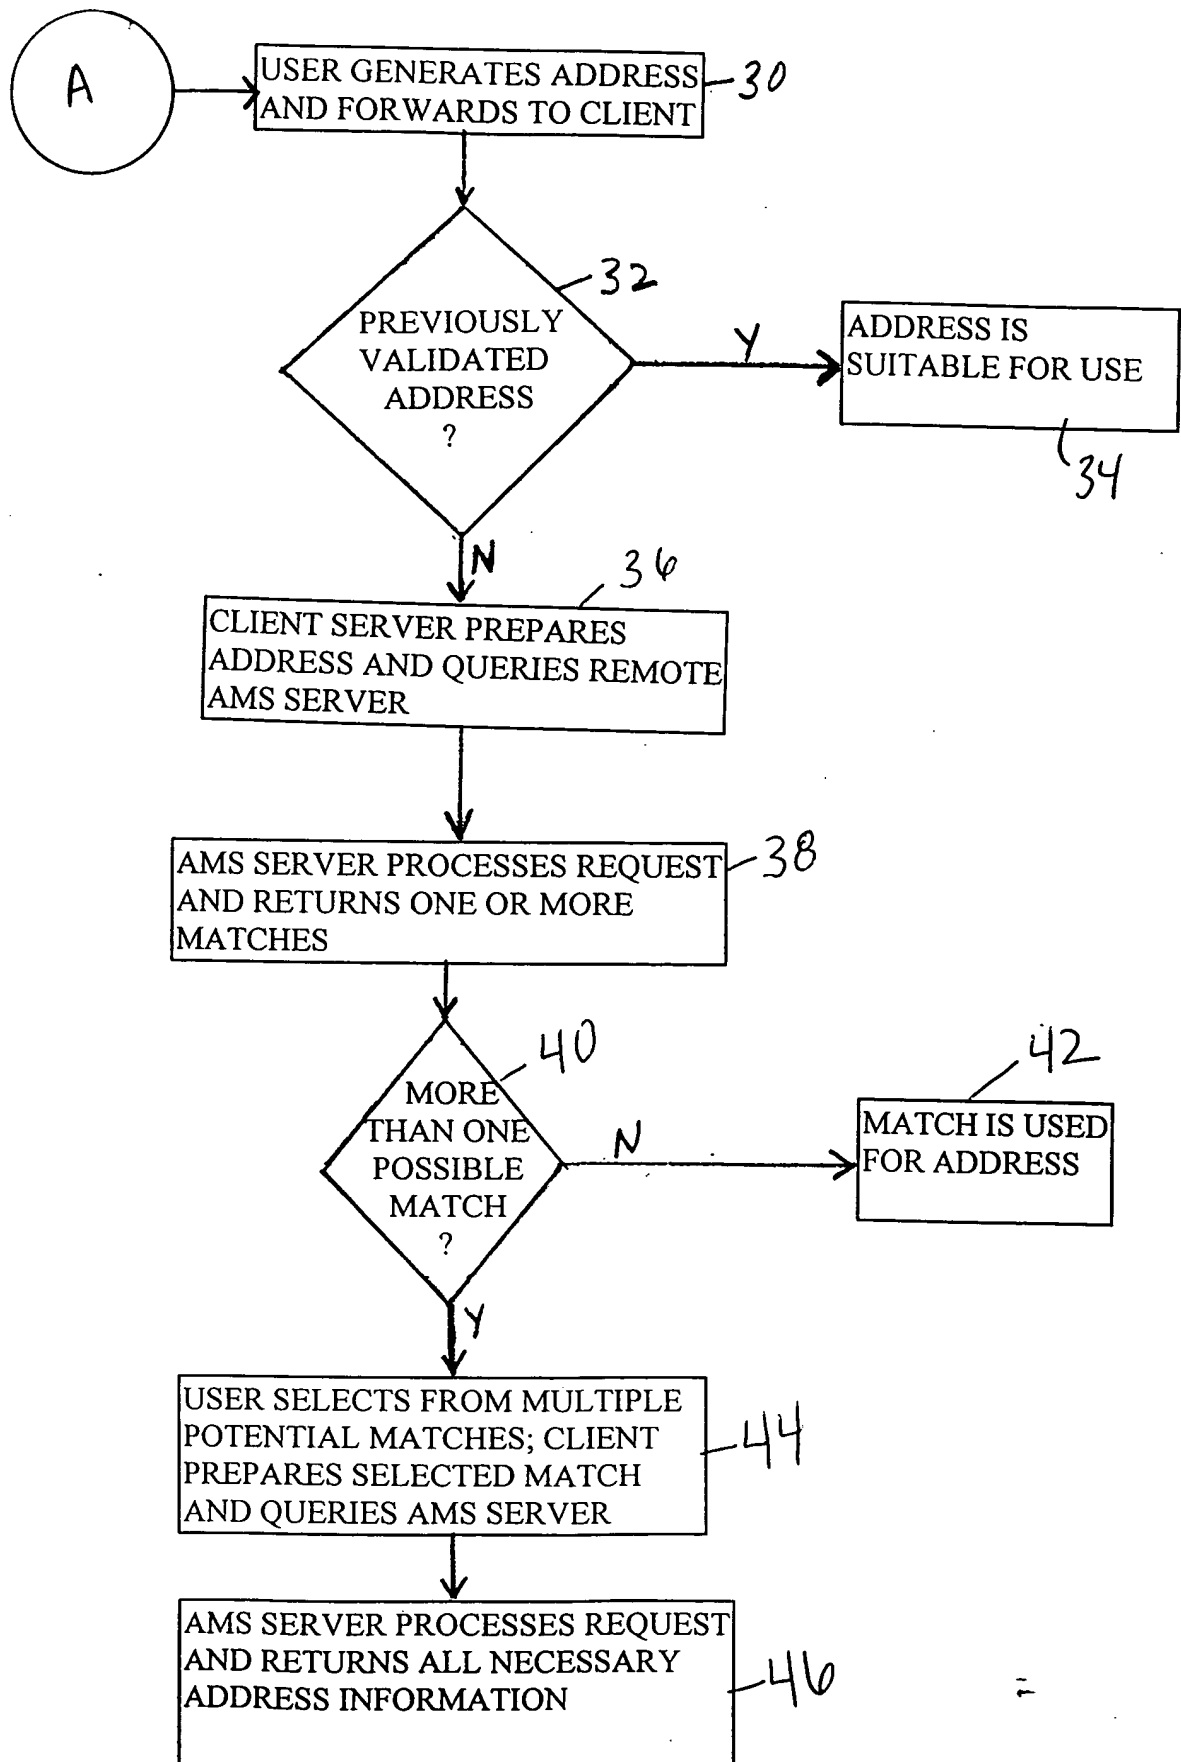 A
USER GENERATES ADDRESS
AND FORWARDS TO CLIENT
30
32
PREVIOUSLY
VALIDATED
ADDRESS
?
Y
ADDRESS IS
SUITABLE FOR USE
34
N
36
CLIENT SERVER PREPARES
ADDRESS AND QUERIES REMOTE
AMS SERVER
AMS SERVER PROCESSES REQUEST
AND RETURNS ONE OR MORE
MATCHES
38
40
MORE
THAN ONE
POSSIBLE
MATCH
?
N
42
MATCH IS USED
FOR ADDRESS
Y
USER SELECTS FROM MULTIPLE
POTENTIAL MATCHES; CLIENT
PREPARES SELECTED MATCH
AND QUERIES AMS SERVER
44
AMS SERVER PROCESSES REQUEST
AND RETURNS ALL NECESSARY
ADDRESS INFORMATION
46